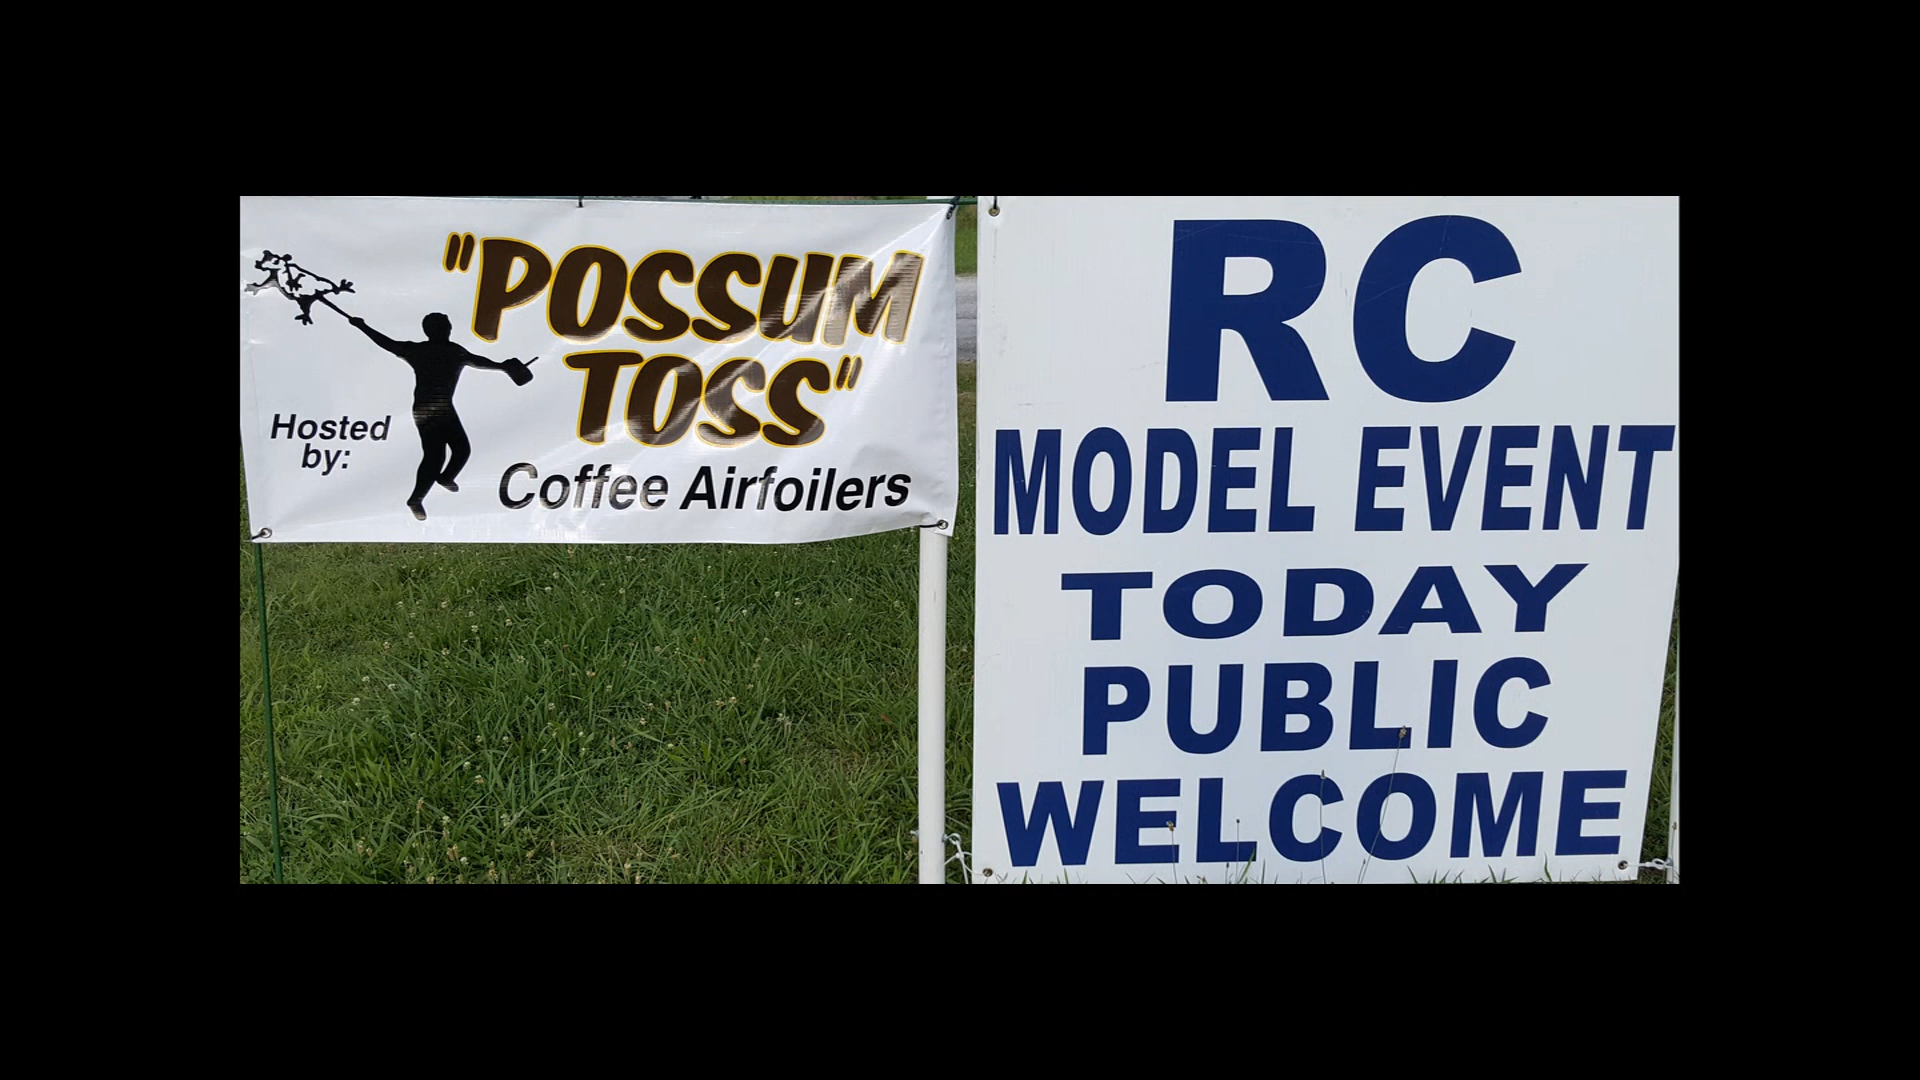 "POSSUM
TOSS"
Hosted
by:
Coffee Airfoilers
RC
MODEL EVENT
TODAY
PUBLIC
WELCOME